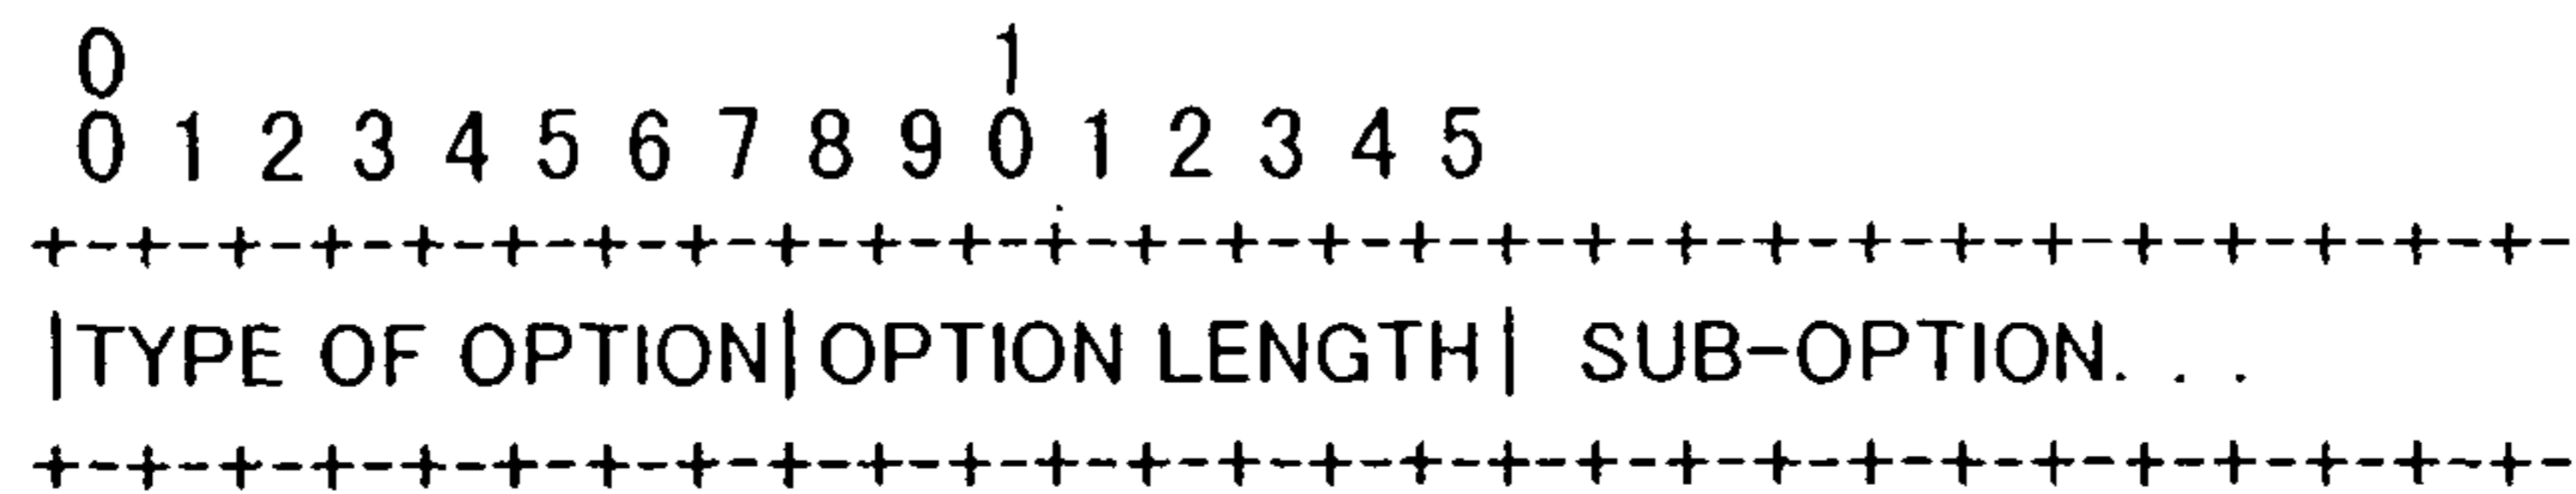 0 1
0 1 2 3 4 5 6 7 8 9 0 1 2 3 4 5
+-+-+-+-+-+-+-+-+-+-+-+-+-+-+-+-+-+-+-+-+-+-+-+-+-+-+-+-
|TYPE OF OPTION|OPTION LENGTH| SUB-OPTION. . .
+-+-+-+-+-+-+-+-+-+-+-+-+-+-+-+-+-+-+-+-+-+-+-+-+-+-+-+-